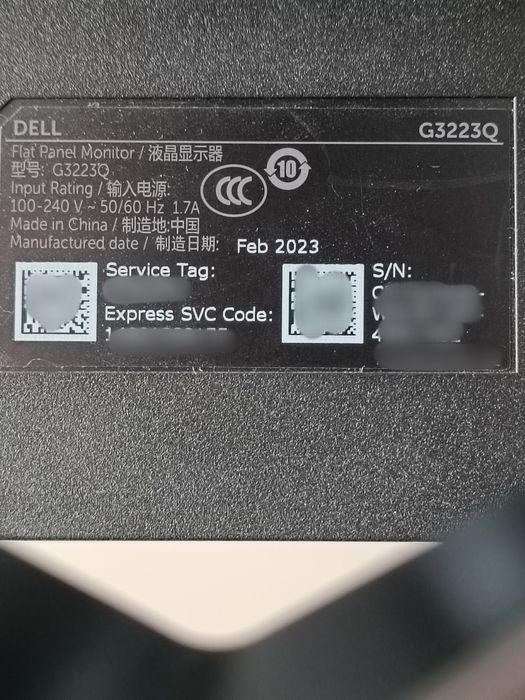 DELL G3223Q
Flat Panel Monitor / 液晶显示器
型号: G3223Q
Input Rating / 输入电源:
100-240 V ~ 50/60 Hz 1.7A
Made in China / 制造地:中国
Manufactured date / 制造日期: Feb 2023
10
CCC
Service Tag:
Express SVC Code:
S/N: